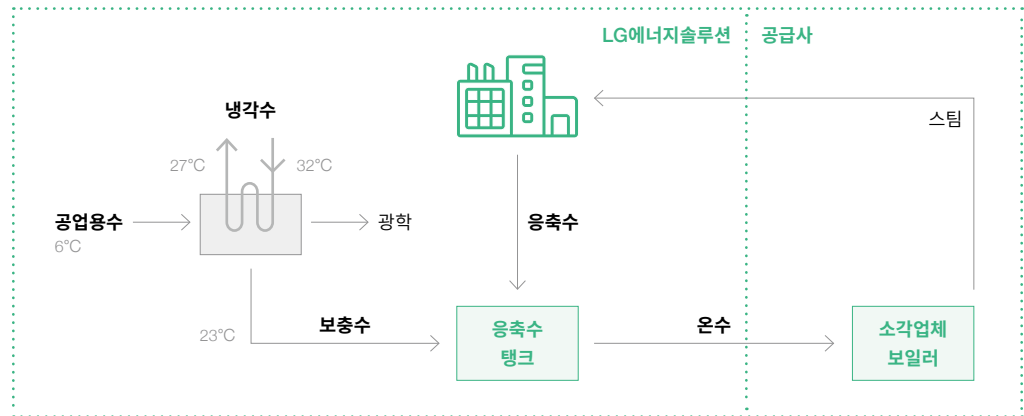 LG에너지솔루션
공급사
냉각수
스팀
27℃
32℃
공업용수
6℃
광학
응축수
23℃
보충수
응축수
탱크
온수
소각업체
보일러